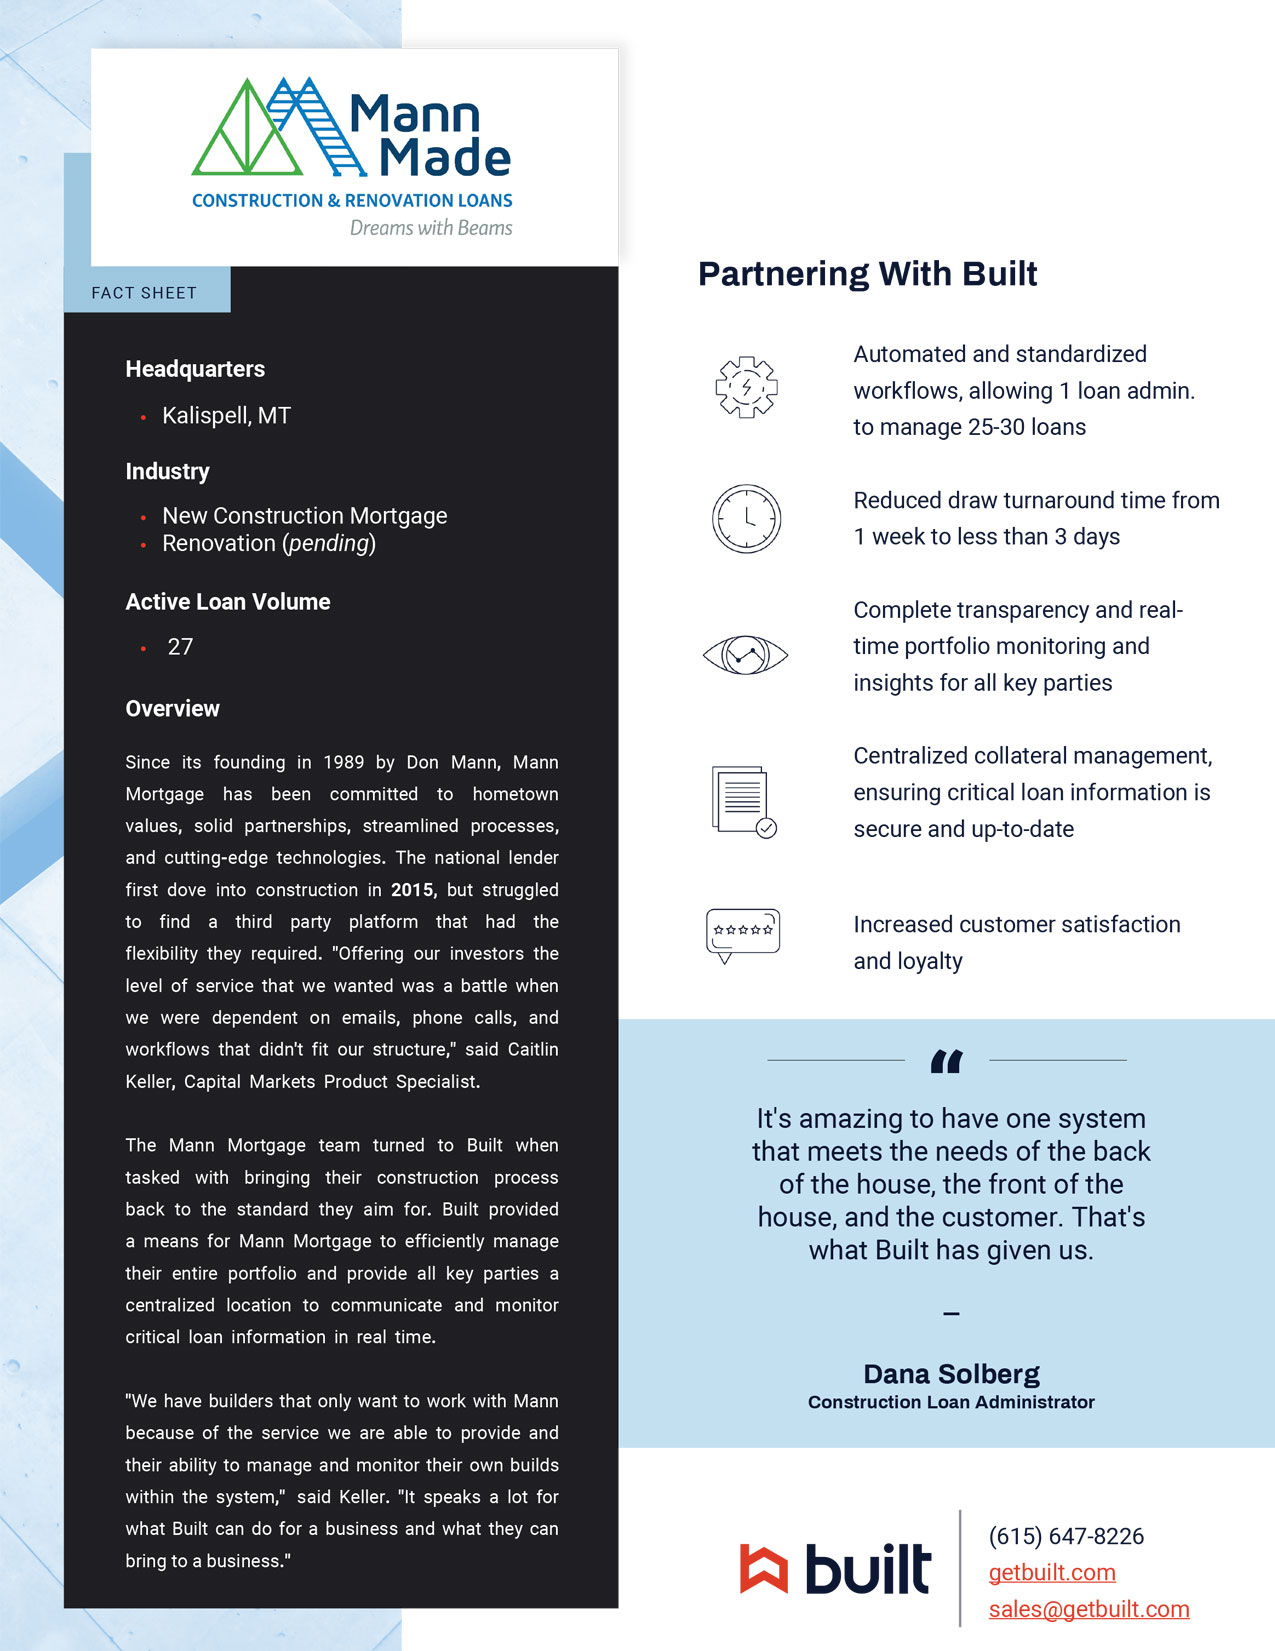 Mann
Made
CONSTRUCTION & RENOVATION LOANS
Dreams with Beams
FACT SHEET
Headquarters
• Kalispell, MT
Industry
• New Construction Mortgage
• Renovation (pending)
Active Loan Volume
• 27
Overview
Since its founding in 1989 by Don Mann, Mann
Mortgage has been committed to hometown
values, solid partnerships, streamlined processes,
and cutting-edge technologies. The national lender
first dove into construction in 2015, but struggled
to find a third party platform that had the
flexibility they required. "Offering our investors the
level of service that we wanted was a battle when
we were dependent on emails, phone calls, and
workflows that didn't fit our structure," said Caitlin
Keller, Capital Markets Product Specialist.
The Mann Mortgage team turned to Built when
tasked with bringing their construction process
back to the standard they aim for. Built provided
a means for Mann Mortgage to efficiently manage
their entire portfolio and provide all key parties a
centralized location to communicate and monitor
critical loan information in real time.
"We have builders that only want to work with Mann
because of the service we are able to provide and
their ability to manage and monitor their own builds
within the system," said Keller. "It speaks a lot for
what Built can do for a business and what they can
bring to a business."
Partnering With Built
Automated and standardized
workflows, allowing 1 loan admin.
to manage 25-30 loans
Reduced draw turnaround time from
1 week to less than 3 days
Complete transparency and real-
time portfolio monitoring and
insights for all key parties
Centralized collateral management,
ensuring critical loan information is
secure and up-to-date
Increased customer satisfaction
and loyalty
“
It's amazing to have one system
that meets the needs of the back
of the house, the front of the
house, and the customer. That's
what Built has given us.
–
Dana Solberg
Construction Loan Administrator
built
(615) 647-8226
getbuilt.com
sales@getbuilt.com